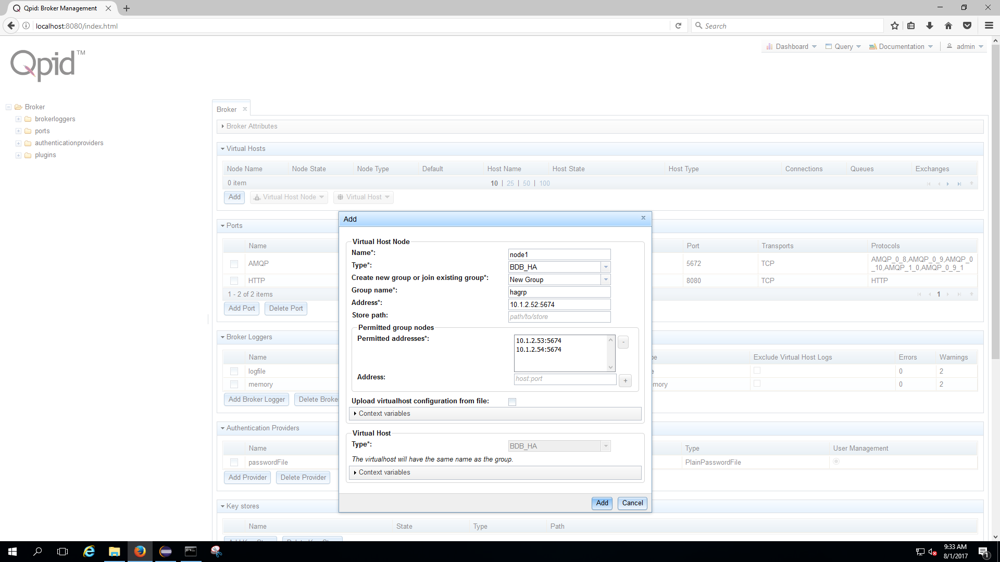 Qpid: Broker Management
localhost:8080/index.html
Search
Dashboard Query Documentation admin
Qpid™
Broker
brokerloggers
ports
authenticationproviders
plugins
Broker x
Broker Attributes
Virtual Hosts
Node Name Node State Node Type Default Host Name Host State Host Type Connections Queues Exchanges
0 item 10 | 25 | 50 | 100
Add Virtual Host Node Virtual Host
Ports
Name Port Transports Protocols
AMQP 5672 TCP AMQP_0_8,AMQP_0_9,AMQP_0
_10,AMQP_1_0,AMQP_0_9_1
HTTP 8080 TCP HTTP
1 - 2 of 2 items 1
Add Port Delete Port
Broker Loggers
Name pe Exclude Virtual Host Logs Errors Warnings
logfile e 0 2
memory mory 0 2
Add Broker Logger Delete Broke
Authentication Providers
Name Type User Management
passwordFile PlainPasswordFile
Add Provider Delete Provider
Key stores
Name State Type Path
Add x
Virtual Host Node
Name*: node1
Type*: BDB_HA
Create new group or join existing group*: New Group
Group name*: hagrp
Address*: 10.1.2.52:5674
Store path: path/to/store
Permitted group nodes
Permitted addresses*: 10.1.2.53:5674 -
10.1.2.54:5674
Address: host:port +
Upload virtualhost configuration from file:
Context variables
Virtual Host
Type*: BDB_HA
The virtualhost will have the same name as the group.
Context variables
Add Cancel
9:33 AM
8/1/2017
1